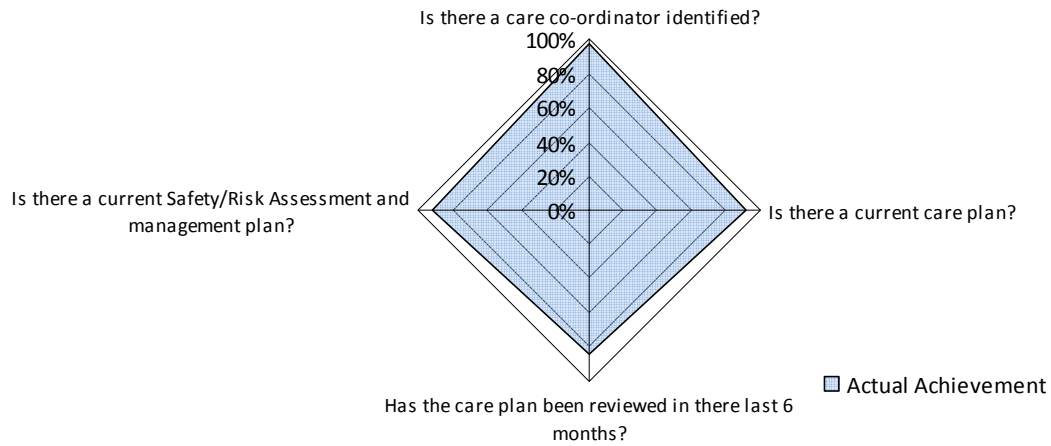 Is there a care co-ordinator identified?
100%
80%
60%
40%
20%
0%
Is there a current Safety/Risk Assessment and
management plan?
Is there a current care plan?
Actual Achievement
Has the care plan been reviewed in there last 6
months?